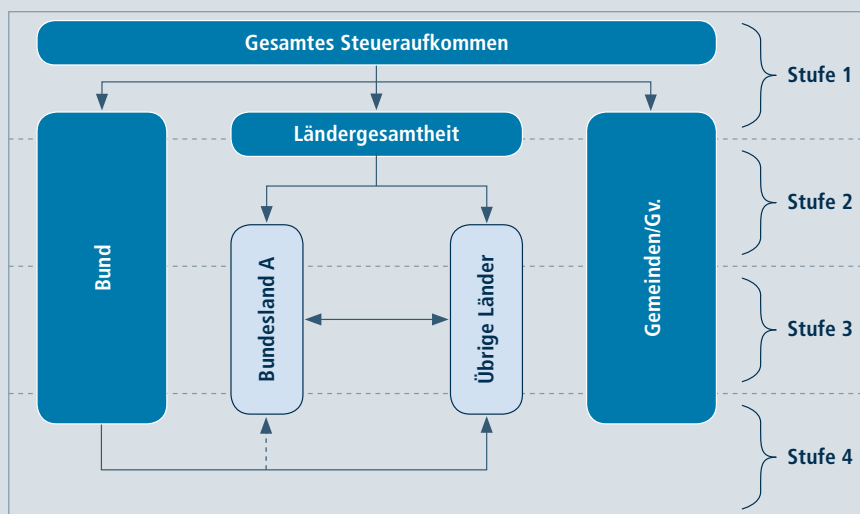 Gesamtes Steueraufkommen
Stufe 1
Ländergesamtheit
Stufe 2
Bund
Bundesland A
Übrige Länder
Gemeinden/Gv.
Stufe 3
Stufe 4